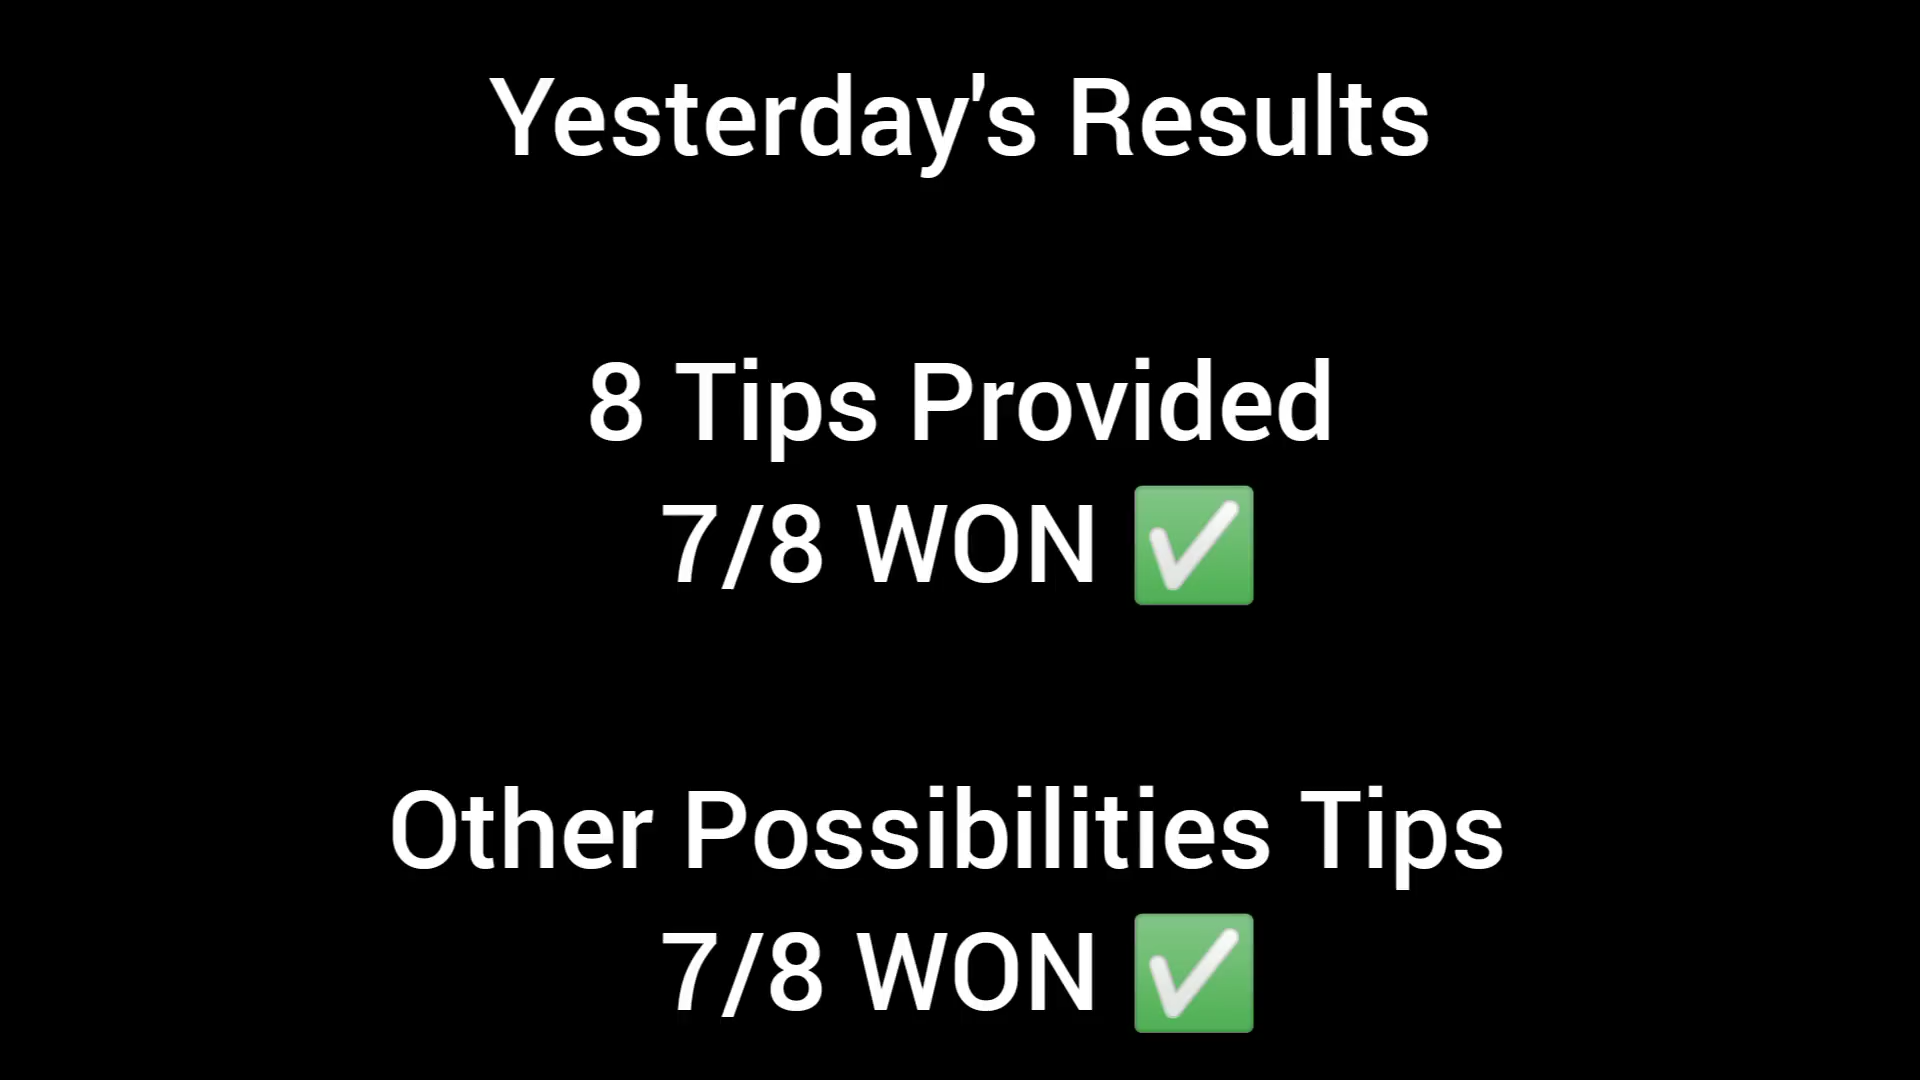 Yesterday's Results
8 Tips Provided
7/8 WON ✅
Other Possibilities Tips
7/8 WON ✅